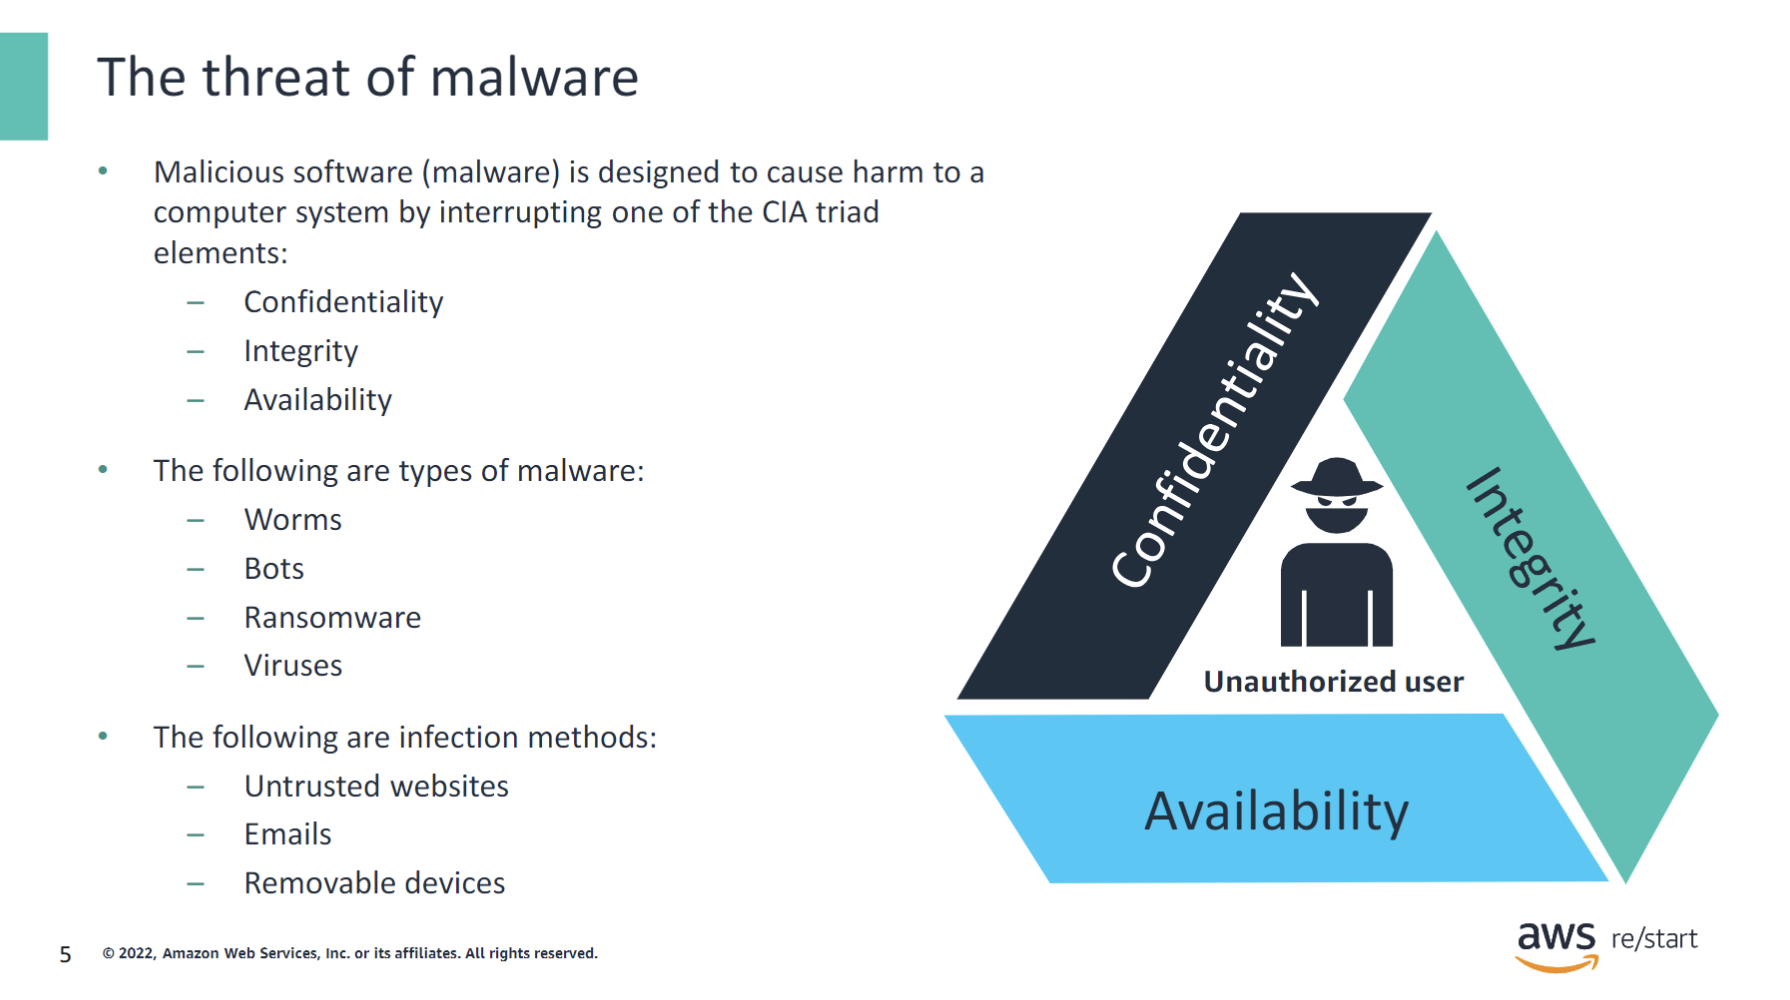 The threat of malware
• Malicious software (malware) is designed to cause harm to a
computer system by interrupting one of the CIA triad
elements:
– Confidentiality
– Integrity
– Availability
• The following are types of malware:
– Worms
– Bots
– Ransomware
– Viruses
• The following are infection methods:
– Untrusted websites
– Emails
– Removable devices
Confidentiality
Integrity
Unauthorized user
Availability
5 © 2022, Amazon Web Services, Inc. or its affiliates. All rights reserved.
aws re/start